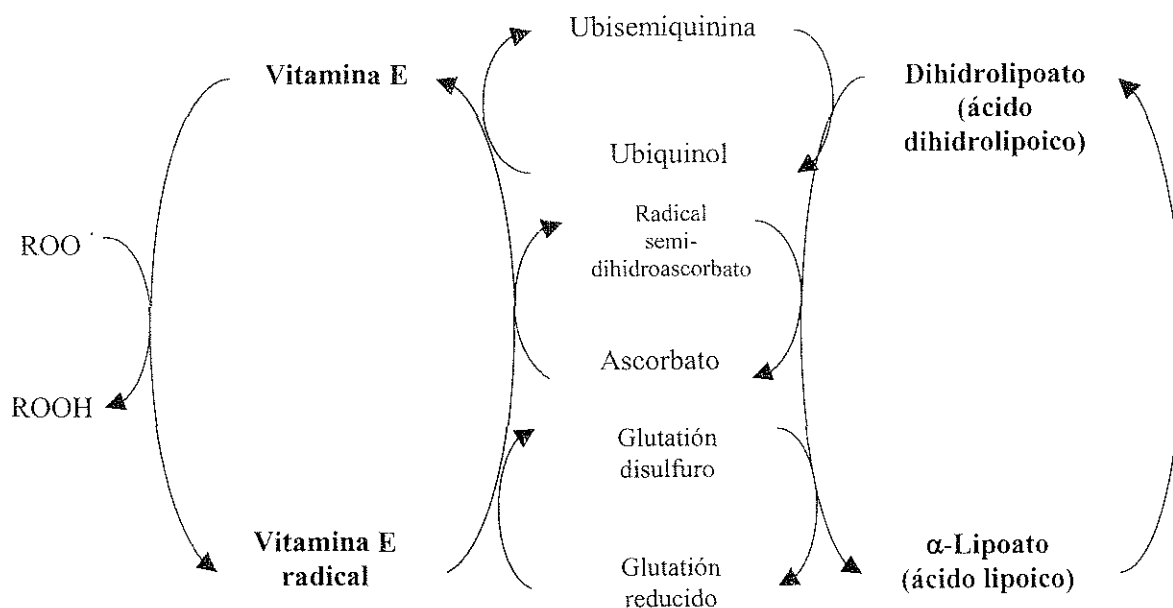 Ubisemiquinina
Vitamina E
Dihidrolipoato
(ácido
dihidrolipoico)
Ubiquinol
Radical
semi-
dihidroascorbato
ROO·
Ascorbato
ROOH
Glutatión
disulfuro
Vitamina E
radical
α-Lipoato
(ácido lipoico)
Glutatión
reducido